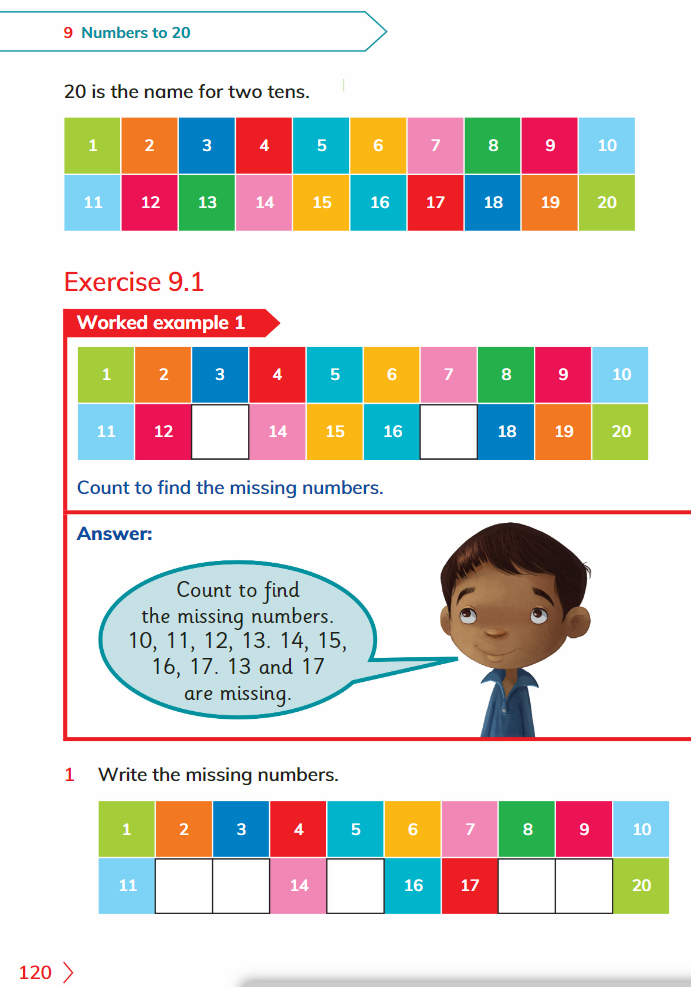 9 Numbers to 20
20 is the name for two tens.
1 2 3 4 5 6 7 8 9 10
11 12 13 14 15 16 17 18 19 20
Exercise 9.1
Worked example 1
1 2 3 4 5 6 7 8 9 10
11 12 14 15 16 18 19 20
Count to find the missing numbers.
Answer:
Count to find
the missing numbers.
10, 11, 12, 13. 14, 15,
16, 17. 13 and 17
are missing.
1 Write the missing numbers.
1 2 3 4 5 6 7 8 9 10
11 14 16 17 20
120